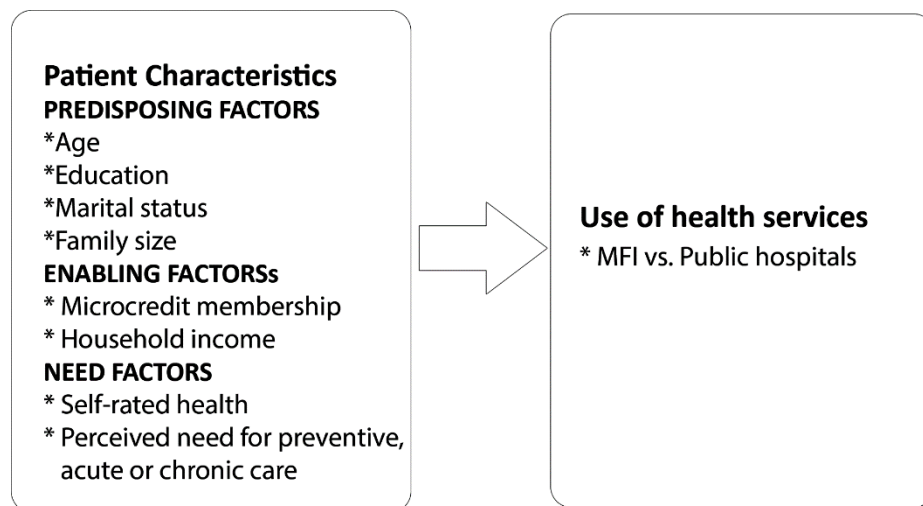 Patient Characteristics
PREDISPOSING FACTORS
*Age
*Education
*Marital status
*Family size
ENABLING FACTORSs
* Microcredit membership
* Household income
NEED FACTORS
* Self-rated health
* Perceived need for preventive,
acute or chronic care
Use of health services
* MFI vs. Public hospitals